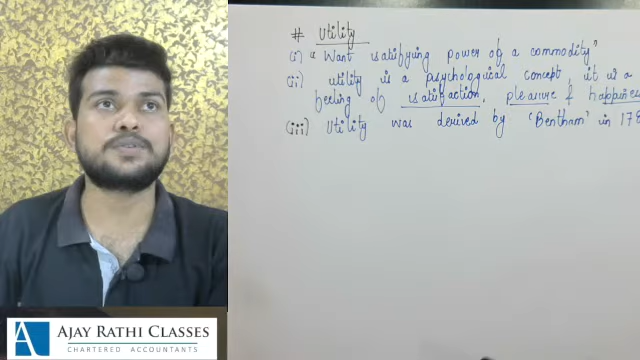 # Utility
(i) "Want satisfying power of a commodity"
(ii) utility is a psychological concept, it is a
feeling of satisfaction, pleasure & happiness
(iii) Utility was derived by 'Bentham' in 178
A AJAY RATHI CLASSES
CHARTERED ACCOUNTANTS